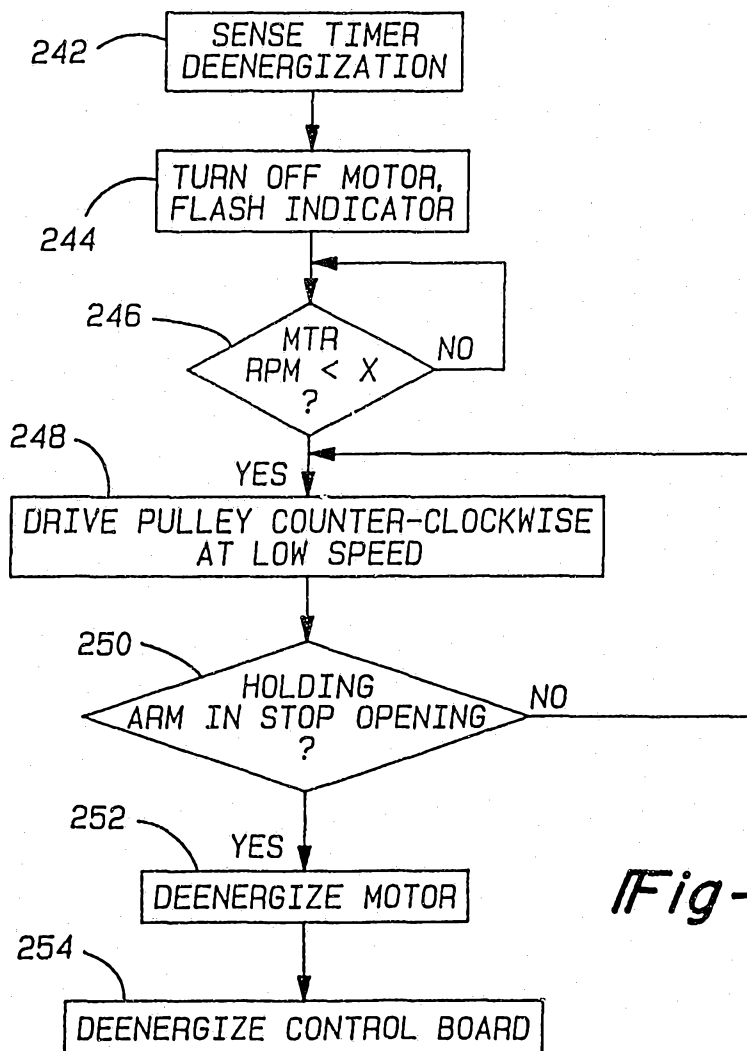 242
SENSE TIMER
DEENERGIZATION
TURN OFF MOTOR,
FLASH INDICATOR
244
246
MTR
RPM < X
?
NO
248
YES
DRIVE PULLEY COUNTER-CLOCKWISE
AT LOW SPEED
250
HOLDING
ARM IN STOP OPENING
?
NO
252
YES
DEENERGIZE MOTOR
Fig-
254
DEENERGIZE CONTROL BOARD